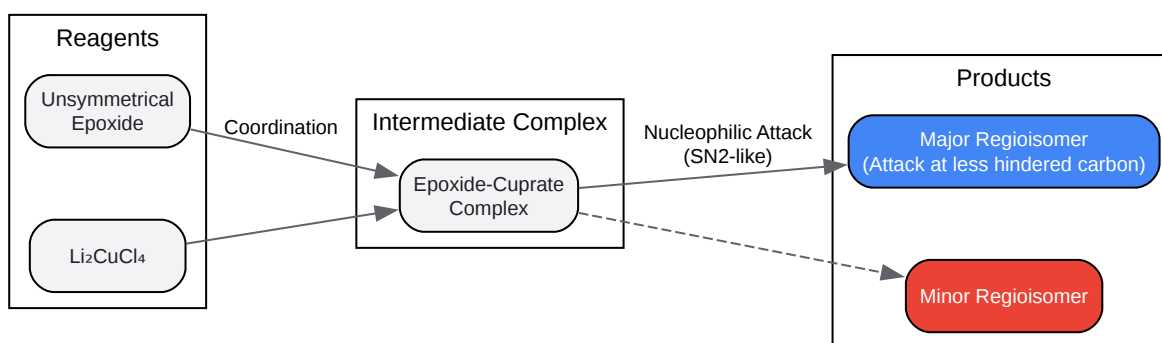 Reagents
Unsymmetrical
Epoxide
Li₂CuCl₄
Coordination
Intermediate Complex
Epoxide-Cuprate
Complex
Nucleophilic Attack
(SN2-like)
Products
Major Regioisomer
(Attack at less hindered carbon)
Minor Regioisomer